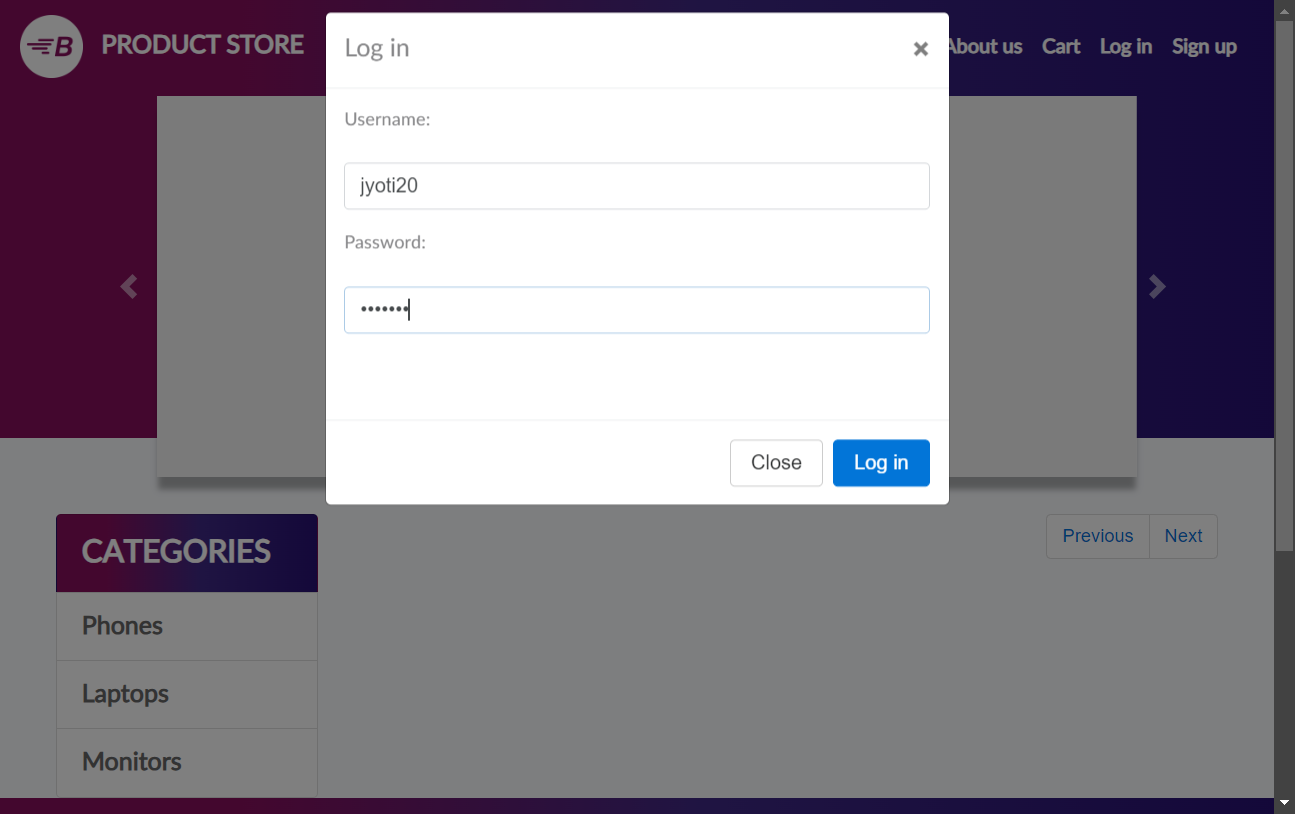 B PRODUCT STORE
About us Cart Log in Sign up
Log in
×
Username:
jyoti20
Password:
•••••••
Close Log in
CATEGORIES
Phones
Laptops
Monitors
Previous Next